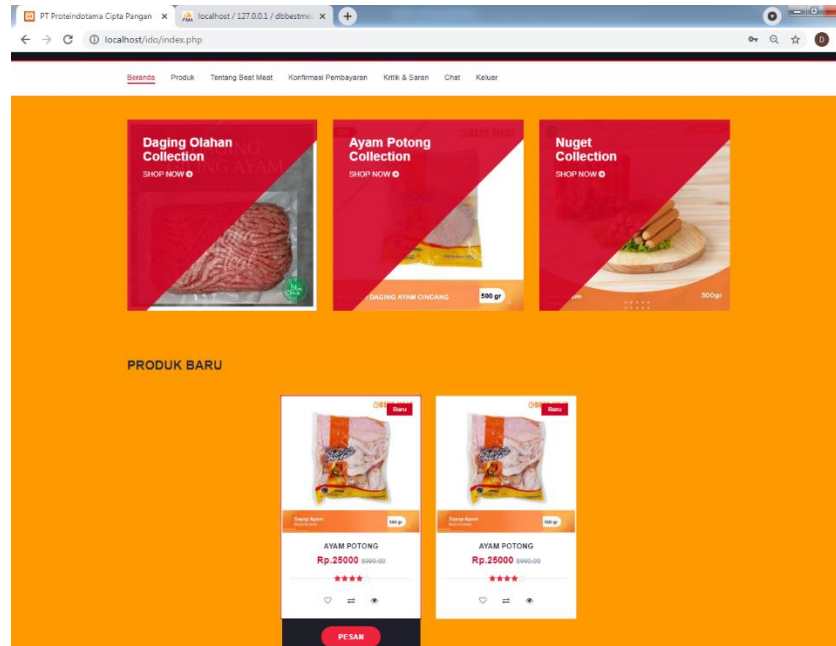 PT Proteindotama Cipta Pangan
localhost / 127.0.0.1 / dbbestme
localhost/ido/index.php
D
Beranda Produk Tentang Beat Meat Konfirmasi Pembayaran Kritik & Saran Chat Keluar
Daging Olahan
Collection
SHOP NOW
Ayam Potong
Collection
SHOP NOW
DAGING AYAM CINCANG
500 gr
Nuget
Collection
SHOP NOW
300gr
PRODUK BARU
Baru
Sayap Ayam
500 gr
AYAM POTONG
Rp.25000 $990.00
PESAN
Baru
Sayap Ayam
500 gr
AYAM POTONG
Rp.25000 $990.00